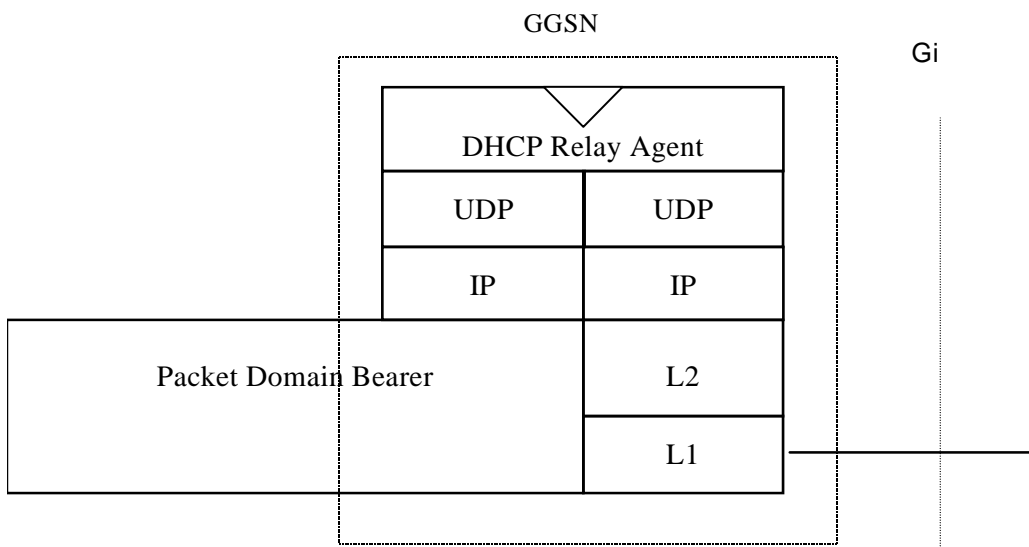 GGSN
Gi
DHCP Relay Agent
UDP
UDP
IP
IP
Packet Domain Bearer
L2
L1